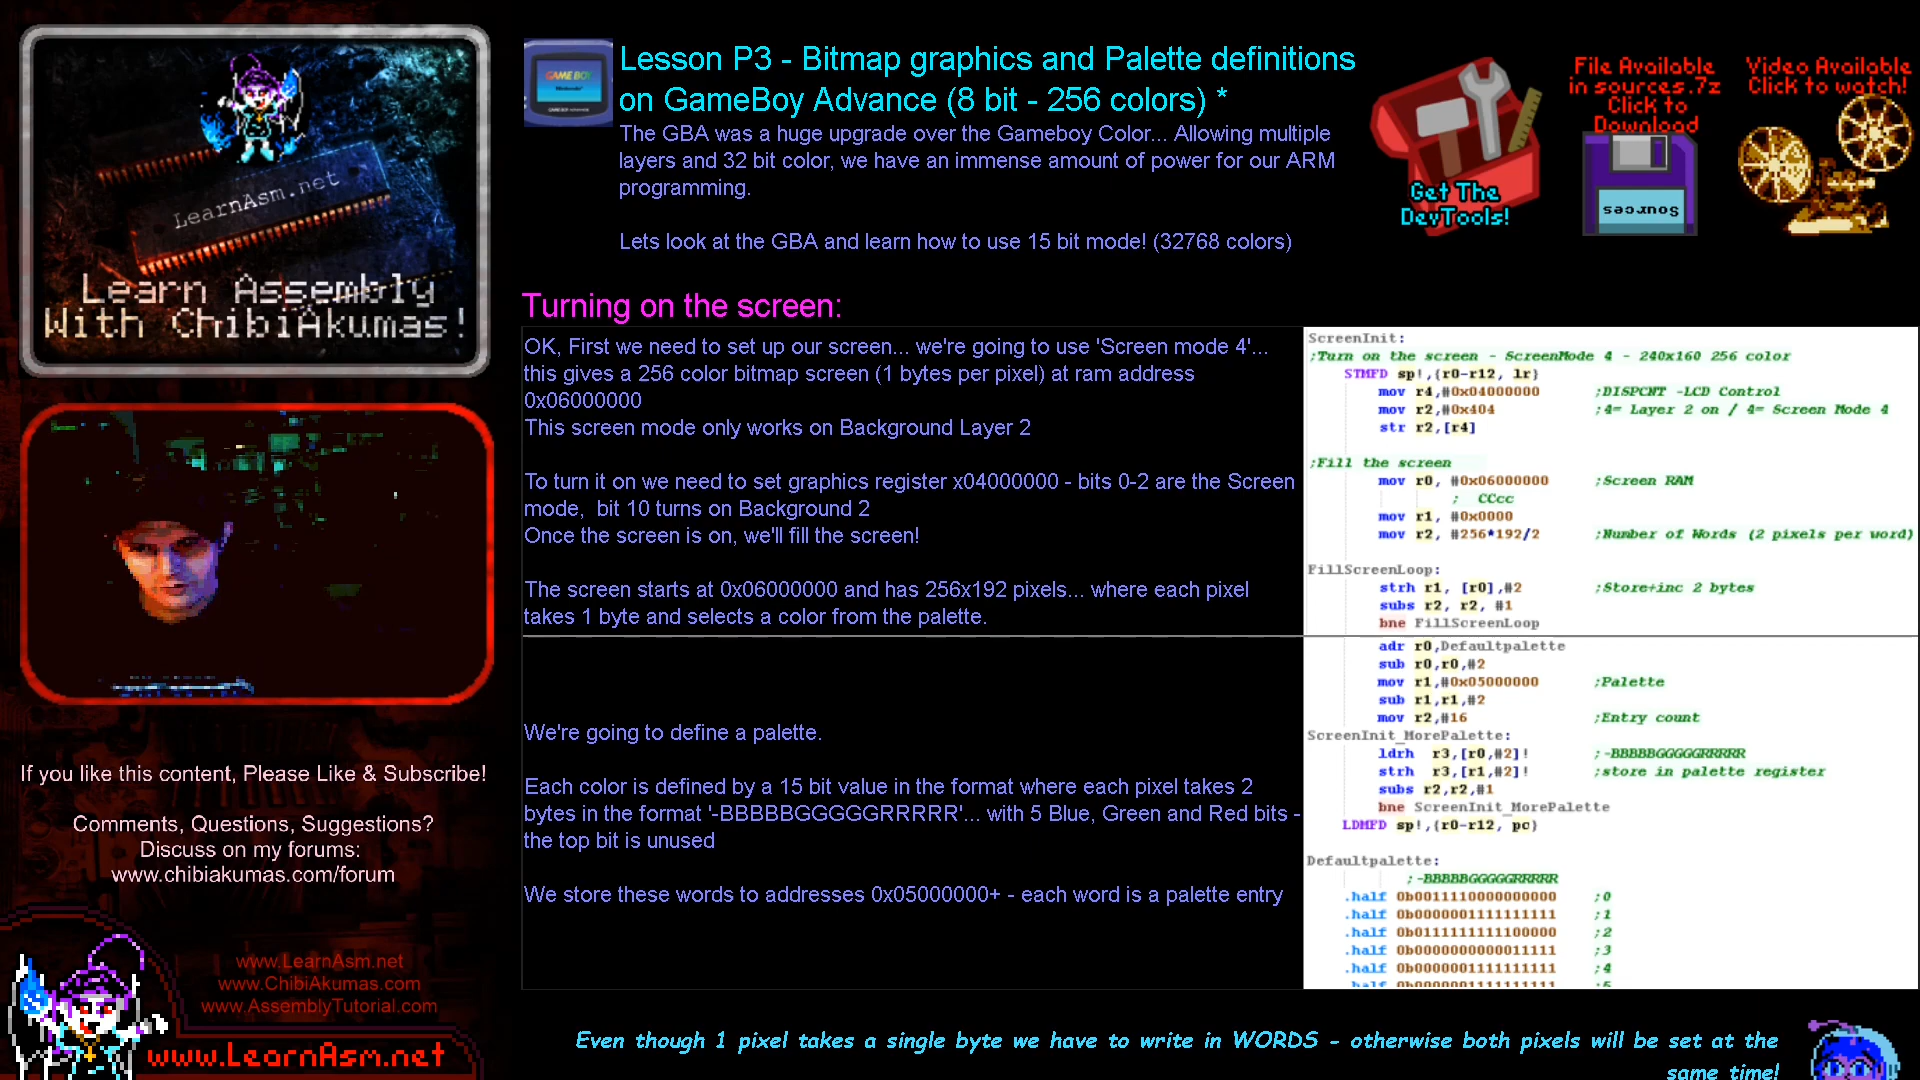 LearnAsm.net
Learn Assembly
With ChibiAkumas!
If you like this content, Please Like & Subscribe!
Comments, Questions, Suggestions?
Discuss on my forums:
www.chibiakumas.com/forum
www.LearnAsm.net
www.ChibiAkumas.com
www.AssemblyTutorial.com
www.LearnAsm.net
GAME BOY
Lesson P3 - Bitmap graphics and Palette definitions
on GameBoy Advance (8 bit - 256 colors) *
The GBA was a huge upgrade over the Gameboy Color... Allowing multiple
layers and 32 bit color, we have an immense amount of power for our ARM
programming.
Lets look at the GBA and learn how to use 15 bit mode! (32768 colors)
Get The
DevTools!
File Available
in sources.7z
Click to
Download
Sources
Video Available
Click to watch!
Turning on the screen:
OK, First we need to set up our screen... we're going to use 'Screen mode 4'...
this gives a 256 color bitmap screen (1 bytes per pixel) at ram address
0x06000000
This screen mode only works on Background Layer 2
To turn it on we need to set graphics register x04000000 - bits 0-2 are the Screen
mode,  bit 10 turns on Background 2
Once the screen is on, we'll fill the screen!
The screen starts at 0x06000000 and has 256x192 pixels... where each pixel
takes 1 byte and selects a color from the palette.
ScreenInit:
;Turn on the screen - ScreenMode 4 - 240x160 256 color
STMFD sp!,{r0-r12, lr}
mov r4,#0x04000000 ;DISPCNT -LCD Control
mov r2,#0x404 ;4= Layer 2 on / 4= Screen Mode 4
str r2,[r4]
;Fill the screen
mov r0, #0x06000000 ;Screen RAM
; CCcc
mov r1, #0x0000
mov r2, #256*192/2 ;Number of Words (2 pixels per word)
FillScreenLoop:
strh r1, [r0],#2 ;Store+inc 2 bytes
subs r2, r2, #1
bne FillScreenLoop
We're going to define a palette.
Each color is defined by a 15 bit value in the format where each pixel takes 2
bytes in the format '-BBBBBGGGGGRRRRR'... with 5 Blue, Green and Red bits -
the top bit is unused
We store these words to addresses 0x05000000+ - each word is a palette entry
adr r0,Defaultpalette
sub r0,r0,#2
mov r1,#0x05000000 ;Palette
sub r1,r1,#2
mov r2,#16 ;Entry count
ScreenInit_MorePalette:
ldrh r3,[r0,#2]! ;-BBBBBGGGGGRRRRR
strh r3,[r1,#2]! ;store in palette register
subs r2,r2,#1
bne ScreenInit_MorePalette
LDMFD sp!,{r0-r12, pc}
Defaultpalette:
;-BBBBBGGGGGRRRRR
.half 0b0011110000000000 ;0
.half 0b0000001111111111 ;1
.half 0b0111111111100000 ;2
.half 0b0000000000011111 ;3
.half 0b0000001111111111 ;4
Even though 1 pixel takes a single byte we have to write in WORDS - otherwise both pixels will be set at the
same time!